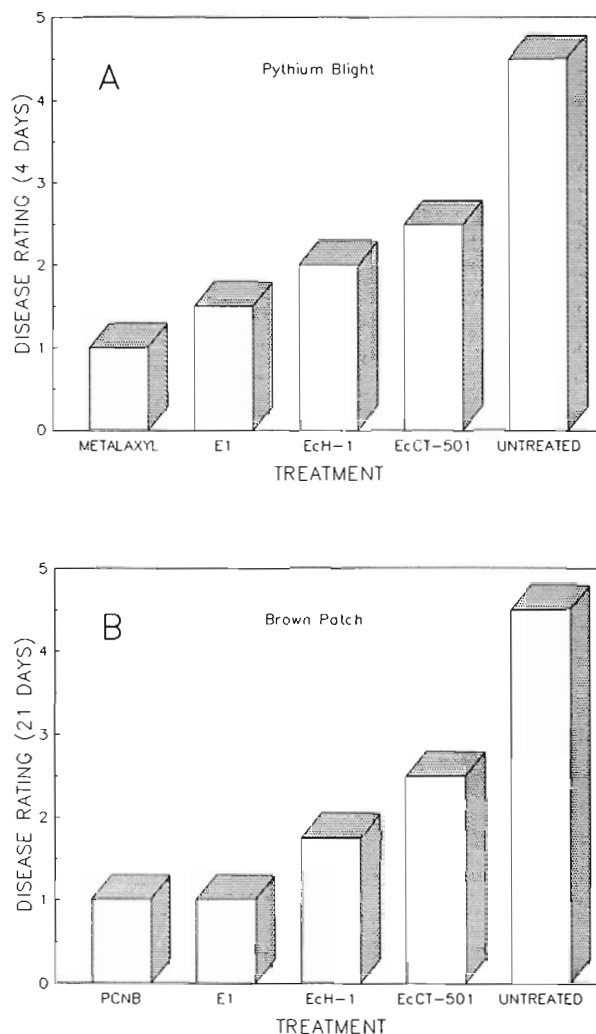 A
Pythium Blight
DISEASE RATING (4 DAYS)
5
4
3
2
1
0
METALAXYL E1 EcH-1 EcCT-501 UNTREATED
TREATMENT
B
Brown Patch
DISEASE RATING (21 DAYS)
5
4
3
2
1
0
PCNB E1 EcH-1 EcCT-501 UNTREATED
TREATMENT